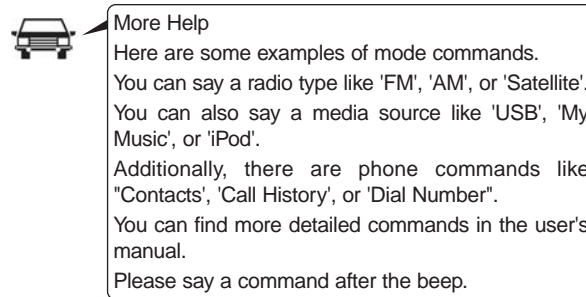 More Help
Here are some examples of mode commands.
You can say a radio type like 'FM', 'AM', or 'Satellite'.
You can also say a media source like 'USB', 'My
Music', or 'iPod'.
Additionally, there are phone commands like
"Contacts', 'Call History', or 'Dial Number".
You can find more detailed commands in the user's
manual.
Please say a command after the beep.